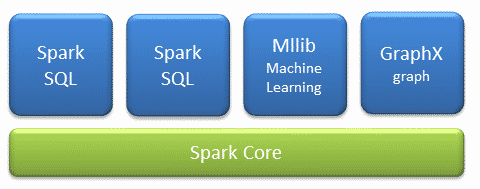 Spark
SQL
Spark
SQL
Mllib
Machine
Learning
GraphX
graph
Spark Core